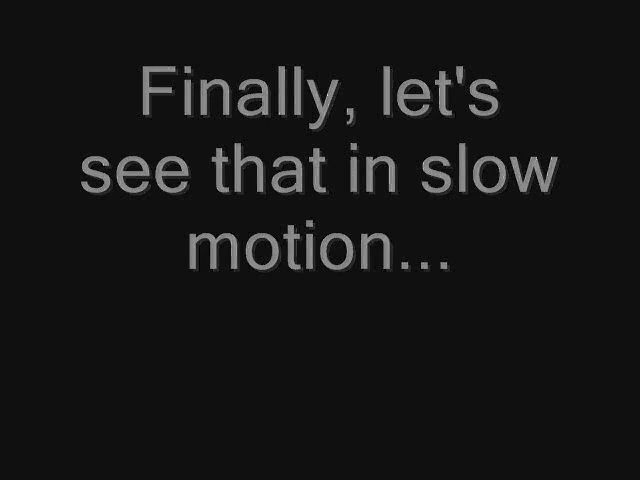 Finally, let's
see that in slow
motion...